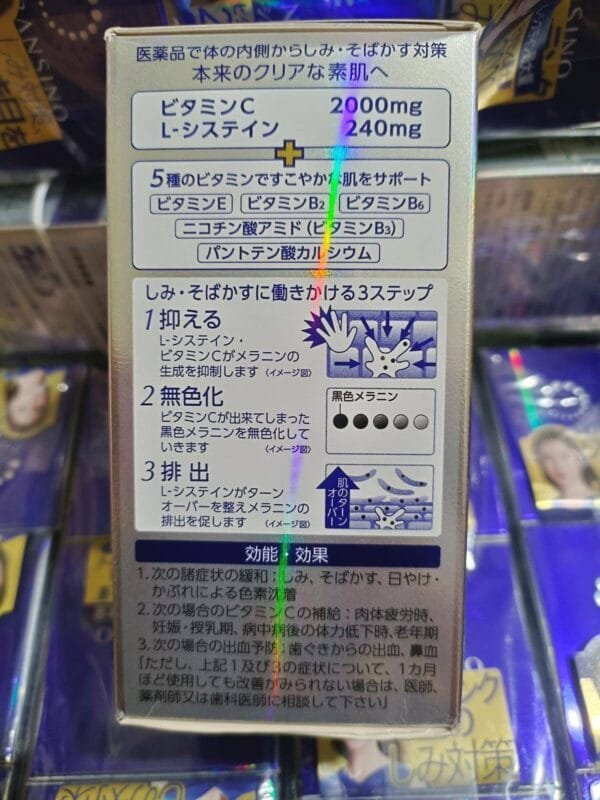 医薬品で体の内側からしみ・そばかす対策
本来のクリアな素肌へ
ビタミンC 2000mg
L-システイン 240mg
+
5種のビタミンですこやかな肌をサポート
ビタミンE ビタミンB2 ビタミンB6
ニコチン酸アミド(ビタミンB3)
パントテン酸カルシウム
しみ・そばかすに働きかける3ステップ
1 抑える
L-システイン・
ビタミンCがメラニンの
生成を抑制します (イメージ図)
2 無色化
ビタミンCが出来てしまった
黒色メラニンを無色化して
いきます (イメージ図)
黒色メラニン
3 排出
L-システインがターン
オーバーを整えメラニンの
排出を促します (イメージ図)
肌のターン
オーバー
効能・効果
1.次の諸症状の緩和:しみ、そばかす、日やけ・
かぶれによる色素沈着
2.次の場合のビタミンCの補給:肉体疲労時、
妊娠・授乳期、病中病後の体力低下時、老年期
3.次の場合の出血予防:歯ぐきからの出血、鼻血
「ただし、上記1及び3の症状について、1カ月
ほど使用しても改善がみられない場合は、医師、
薬剤師又は歯科医師に相談して下さい」
しみ対策